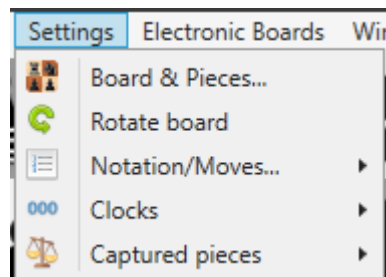 Settings Electronic Boards
Board & Pieces...
Rotate board
Notation/Moves...
000 Clocks
Captured pieces